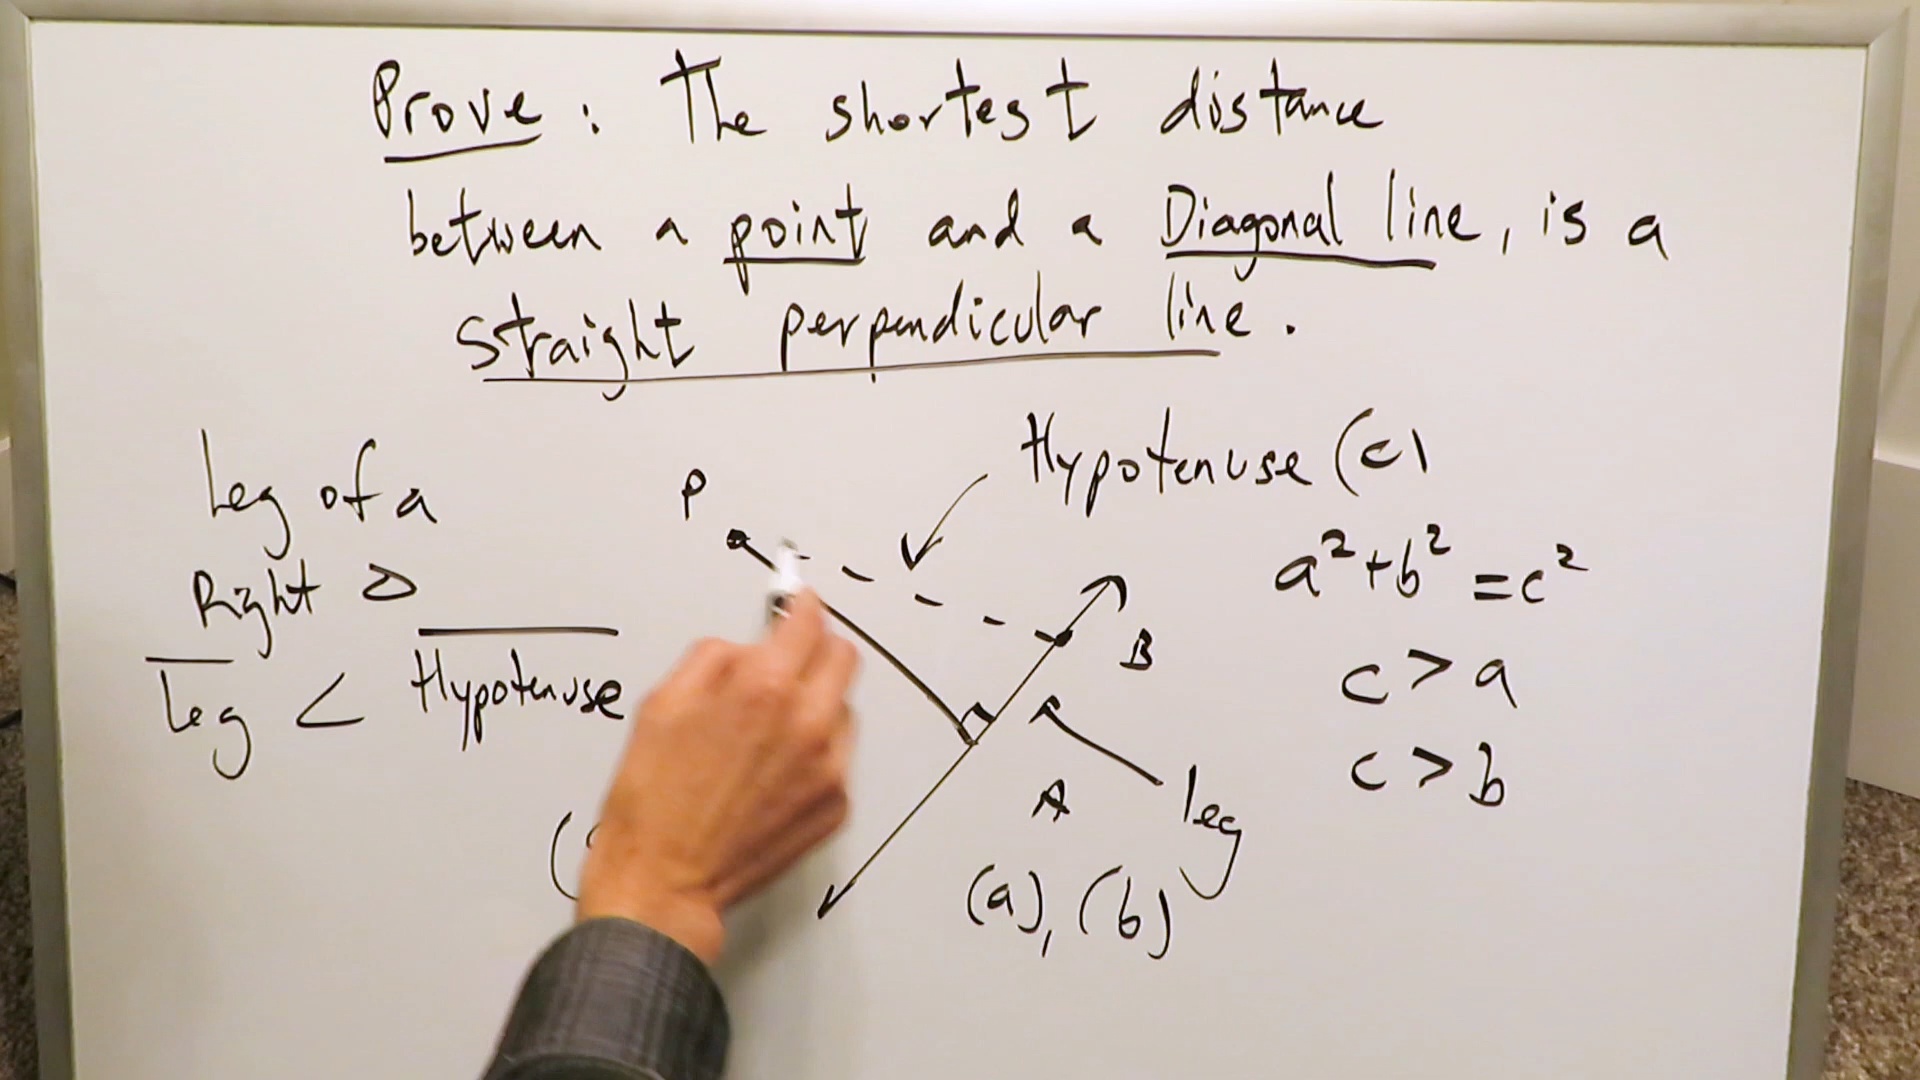 Prove : The shortest distance
between a point and a Diagonal line, is a
straight perpendicular line.
Leg of a
Right △
Leg < Hypotenuse
P
Hypotenuse (c)
B
A
leg
(a), (b)
a² + b² = c²
c > a
c > b